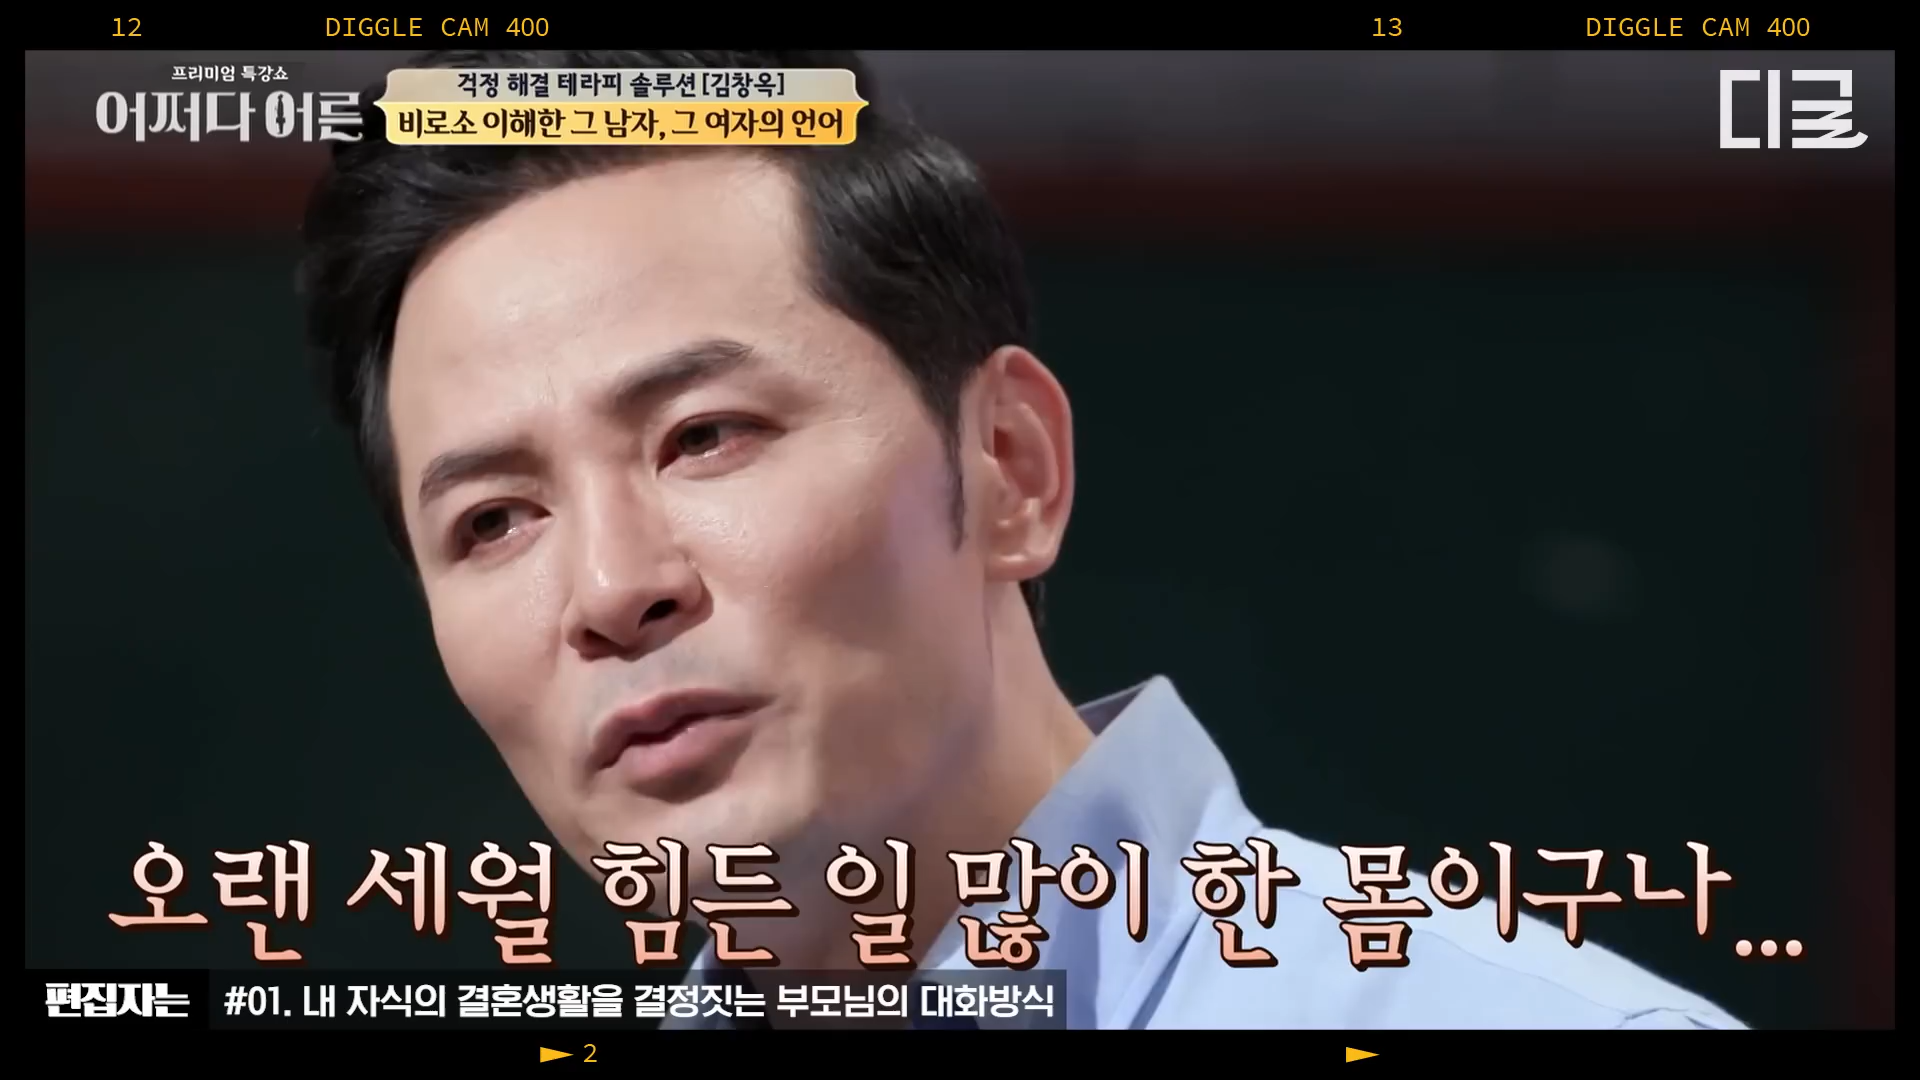 12 DIGGLE CAM 400 13 DIGGLE CAM 400
프리미엄 특강쇼
어쩌다 어른
걱정 해결 테라피 솔루션[김창옥]
비로소 이해한 그 남자, 그 여자의 언어
디글
오랜 세월 힘든 일 많이 한 몸이구나...
편집자는
#01. 내 자식의 결혼생활을 결정짓는 부모님의 대화방식
2